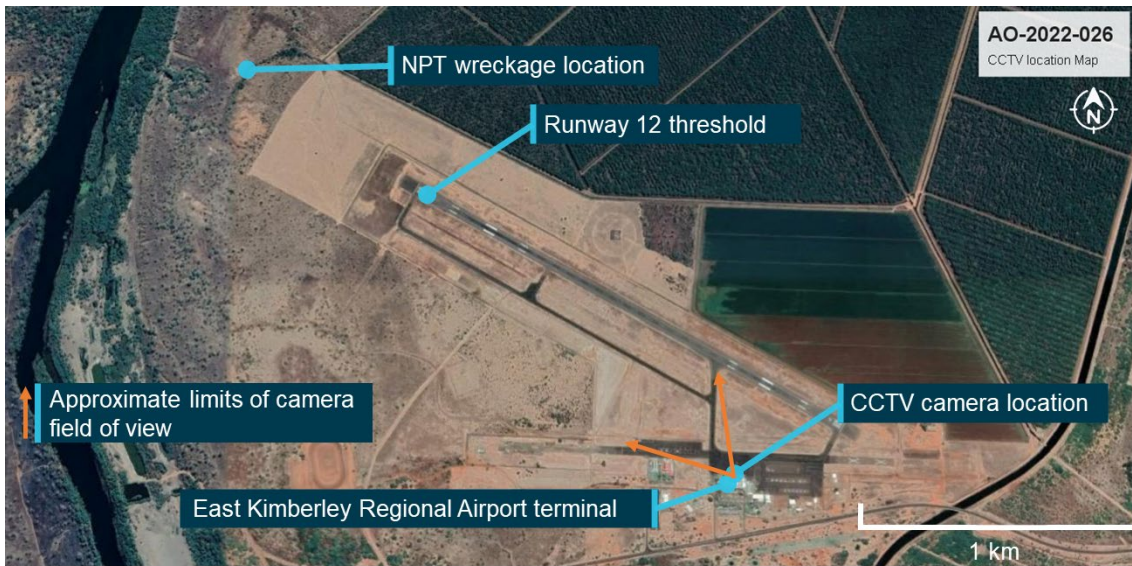 AO-2022-026
CCTV location Map
N
NPT wreckage location
Runway 12 threshold
Approximate limits of camera
field of view
CCTV camera location
East Kimberley Regional Airport terminal
1 km